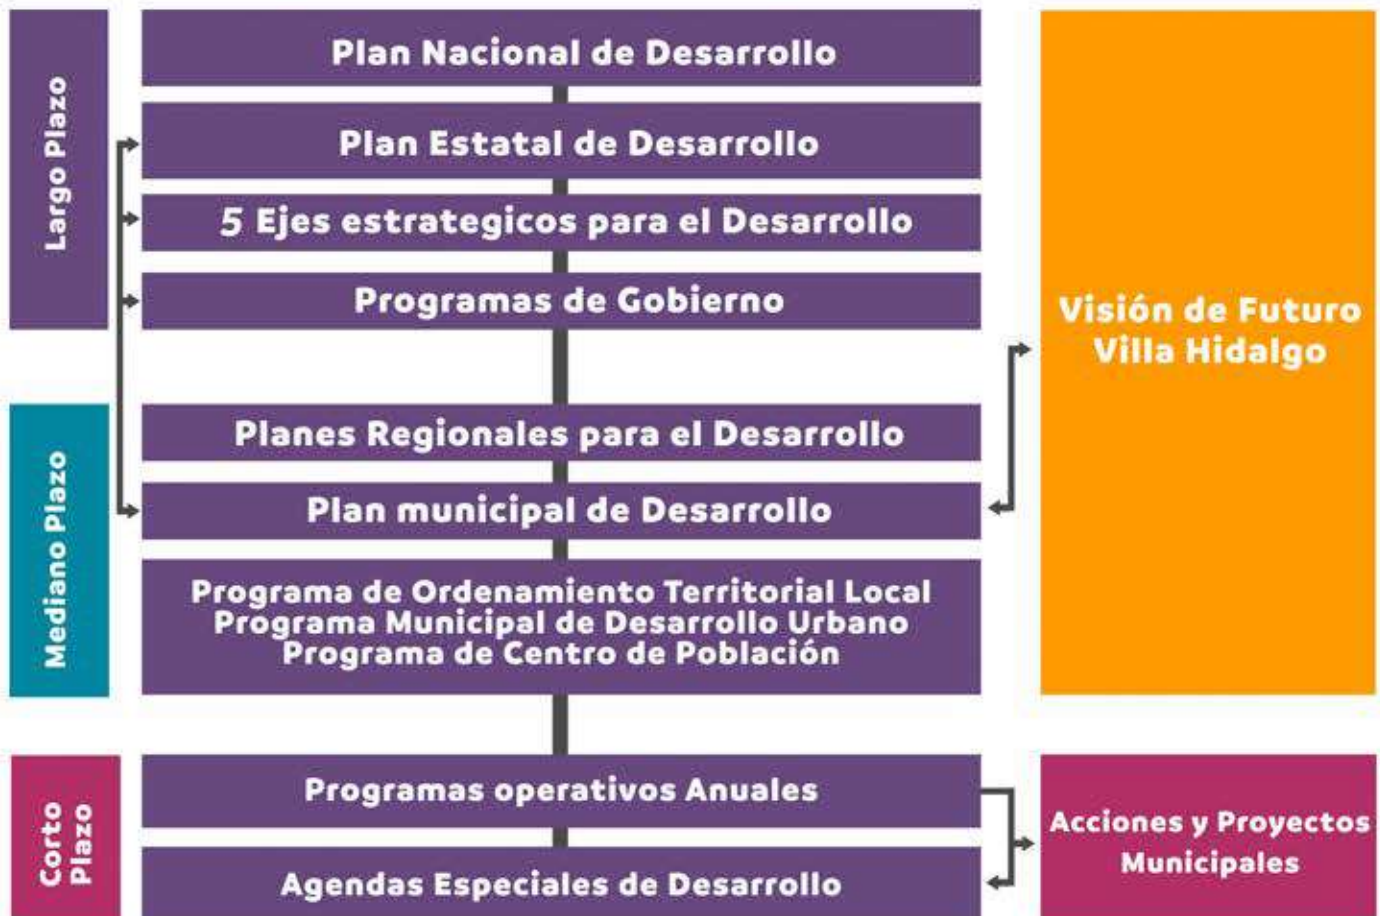 Largo Plazo
Plan Nacional de Desarrollo
Plan Estatal de Desarrollo
5 Ejes estrategicos para el Desarrollo
Programas de Gobierno
Mediano Plazo
Planes Regionales para el Desarrollo
Plan municipal de Desarrollo
Programa de Ordenamiento Territorial Local
Programa Municipal de Desarrollo Urbano
Programa de Centro de Población
Visión de Futuro
Villa Hidalgo
Corto
Plazo
Programas operativos Anuales
Agendas Especiales de Desarrollo
Acciones y Proyectos
Municipales